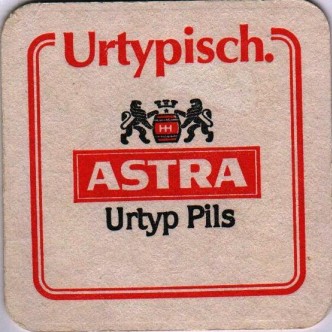 Urtypisch.
HH
ASTRA
Urtyp Pils